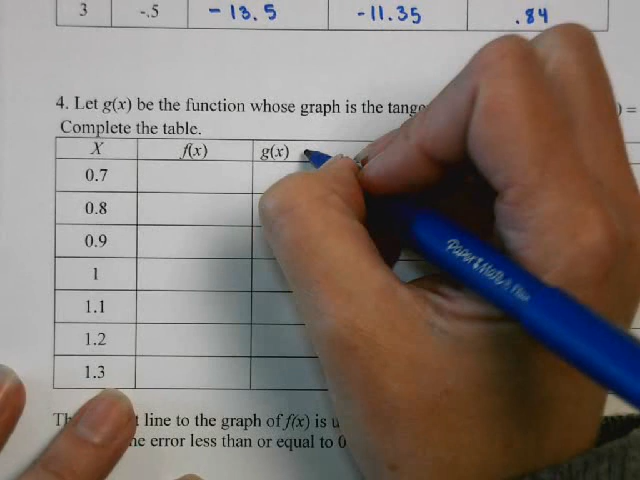 3 -.5 -13.5 -11.35 .84
4. Let g(x) be the function whose graph is the ) =
Complete the table.
X f(x) g(x)
0.7
0.8
0.9
1
1.1
1.2
1.3
line to the graph of f(x) is
error less than or equal to 0